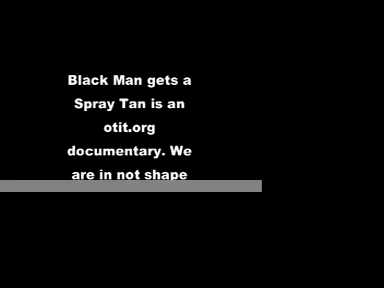 Black Man gets a
Spray Tan is an
otit.org
documentary. We
are in not shape